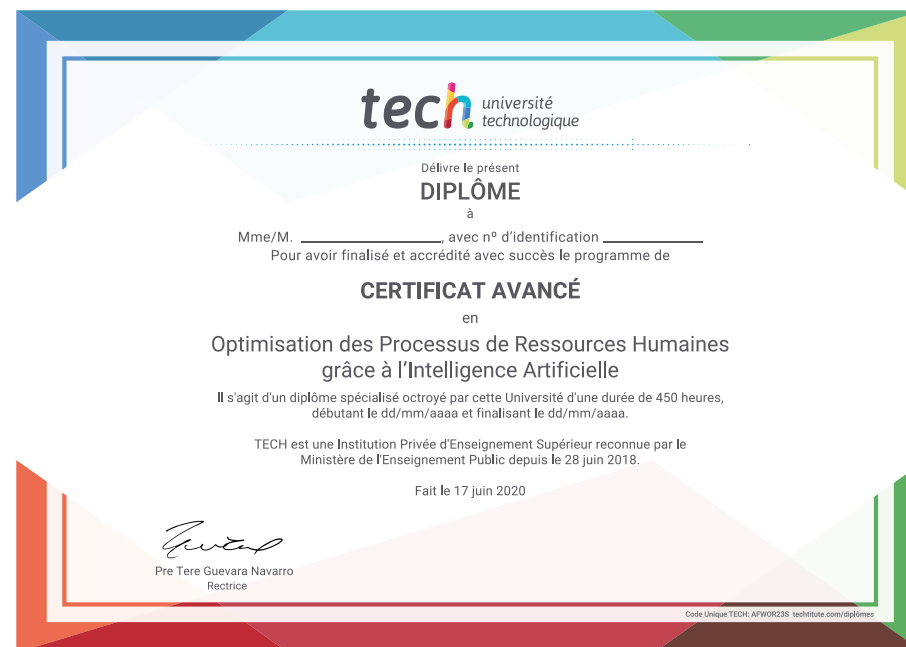 tech université
technologique
Délivre le présent
DIPLÔME
à
Mme/M. ____________________, avec nº d'identification ______________
Pour avoir finalisé et accrédité avec succès le programme de
CERTIFICAT AVANCÉ
en
Optimisation des Processus de Ressources Humaines
grâce à l'Intelligence Artificielle
Il s'agit d'un diplôme spécialisé octroyé par cette Université d'une durée de 450 heures,
débutant le dd/mm/aaaa et finalisant le dd/mm/aaaa.
TECH est une Institution Privée d'Enseignement Supérieur reconnue par le
Ministère de l'Enseignement Public depuis le 28 juin 2018.
Fait le 17 juin 2020
Pre Tere Guevara Navarro
Rectrice
Code Unique TECH: AFWOR23S techtitute.com/diplômes